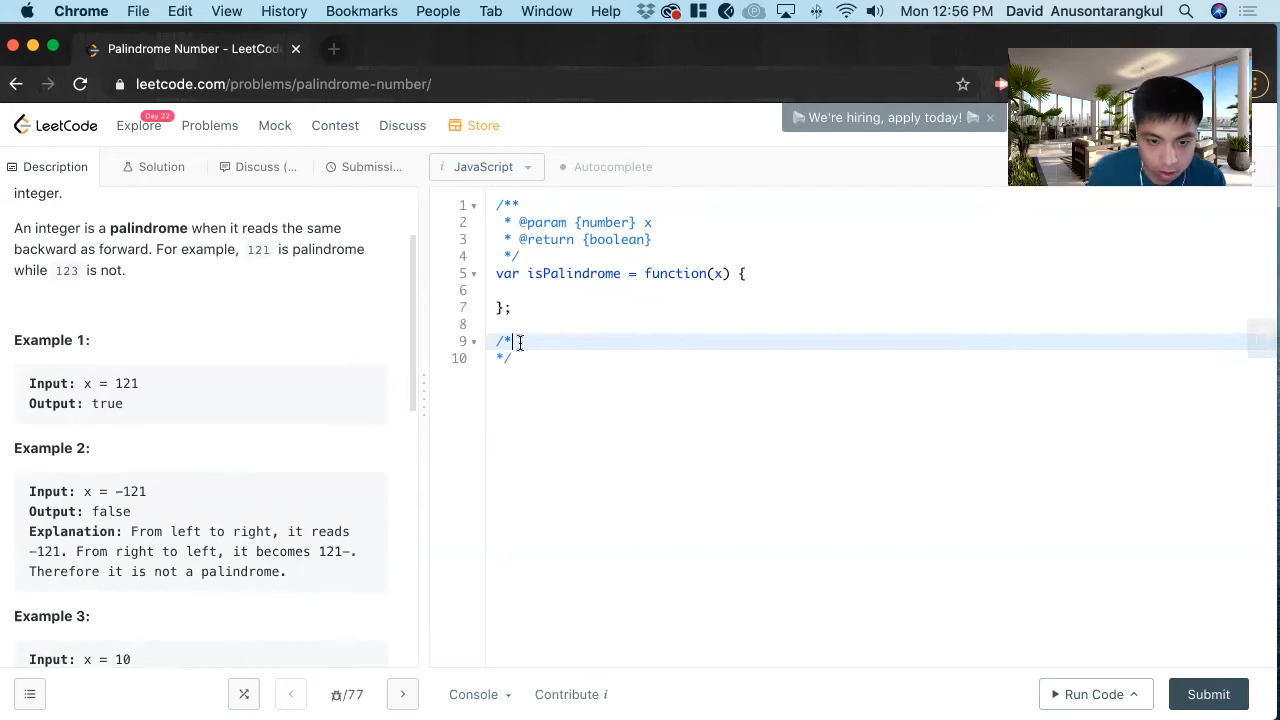 Chrome File Edit View History Bookmarks People Tab Window Help Mon 12:56 PM David Anusontarangkul
Palindrome Number - LeetCod
leetcode.com/problems/palindrome-number/
LeetCode Explore Day 22 Problems Mock Contest Discuss Store
We're hiring, apply today!
Description Solution Discuss (... Submissi...
i JavaScript Autocomplete
integer.
An integer is a palindrome when it reads the same
backward as forward. For example, 121 is palindrome
while 123 is not.
Example 1:
Input: x = 121
Output: true
Example 2:
Input: x = -121
Output: false
Explanation: From left to right, it reads
-121. From right to left, it becomes 121-.
Therefore it is not a palindrome.
Example 3:
Input: x = 10
1 /**
2 * @param {number} x
3 * @return {boolean}
4 */
5 var isPalindrome = function(x) {
6
7 };
8
9 /*
10 */
/77 Console Contribute i Run Code Submit